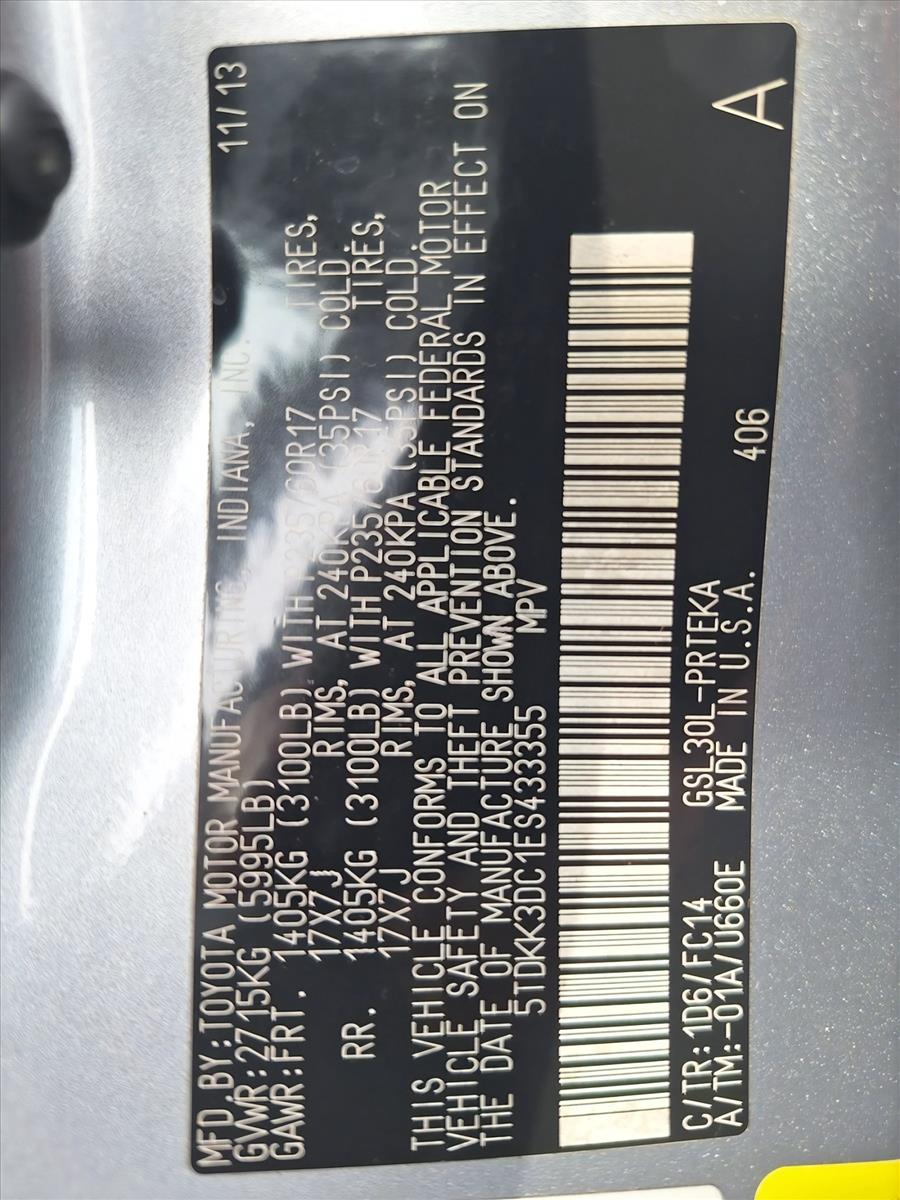 MFD.BY:TOYOTA MOTOR MANUFACTURING, INDIANA, INC. 11/13
GVWR:2715KG (5995LB)
GAWR:FRT. 1405KG (3100LB) WITH P235/60R17 TIRES,
17X7J RIMS, AT 240KPA (35PSI) COLD
RR. 1405KG (3100LB) WITH P235/60R17 TIRES,
17X7J RIMS, AT 240KPA (35PSI) COLD.
THIS VEHICLE CONFORMS TO ALL APPLICABLE FEDERAL MOTOR
VEHICLE SAFETY AND THEFT PREVENTION STANDARDS IN EFFECT ON
THE DATE OF MANUFACTURE SHOWN ABOVE.
5TDKK3DC1ES433355 MPV
C/TR:1D6/FC14 GSL30L-PRTEKA
A/TM:-01A/U660E MADE IN U.S.A. 406 A